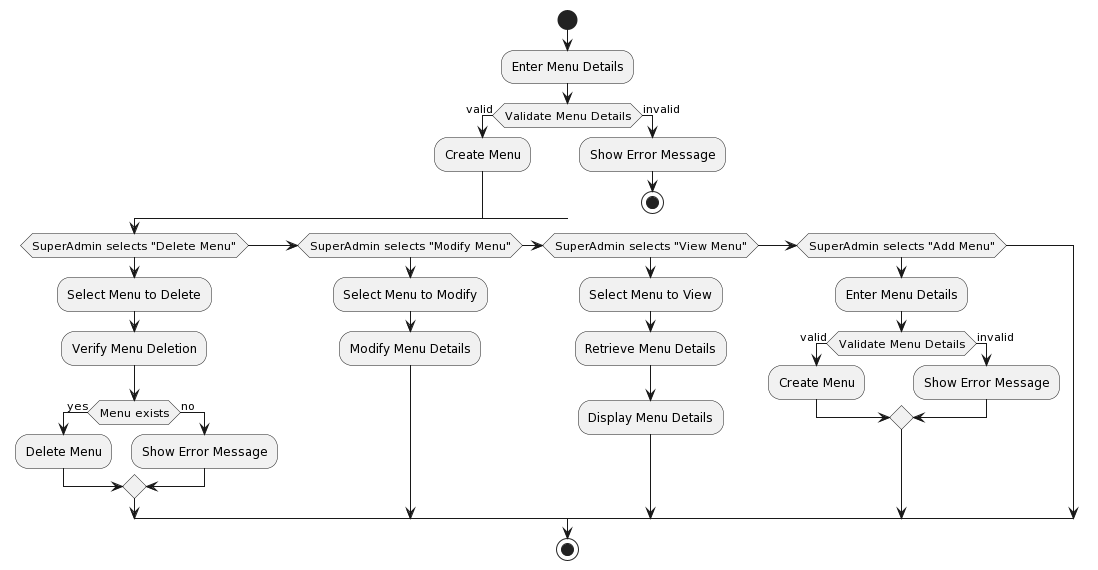 Enter Menu Details
valid
Validate Menu Details
invalid
Create Menu
Show Error Message
SuperAdmin selects "Delete Menu"
SuperAdmin selects "Modify Menu"
SuperAdmin selects "View Menu"
SuperAdmin selects "Add Menu"
Select Menu to Delete
Select Menu to Modify
Select Menu to View
Enter Menu Details
Verify Menu Deletion
Modify Menu Details
Retrieve Menu Details
valid
Validate Menu Details
invalid
Create Menu
Show Error Message
yes
Menu exists
no
Display Menu Details
Delete Menu
Show Error Message